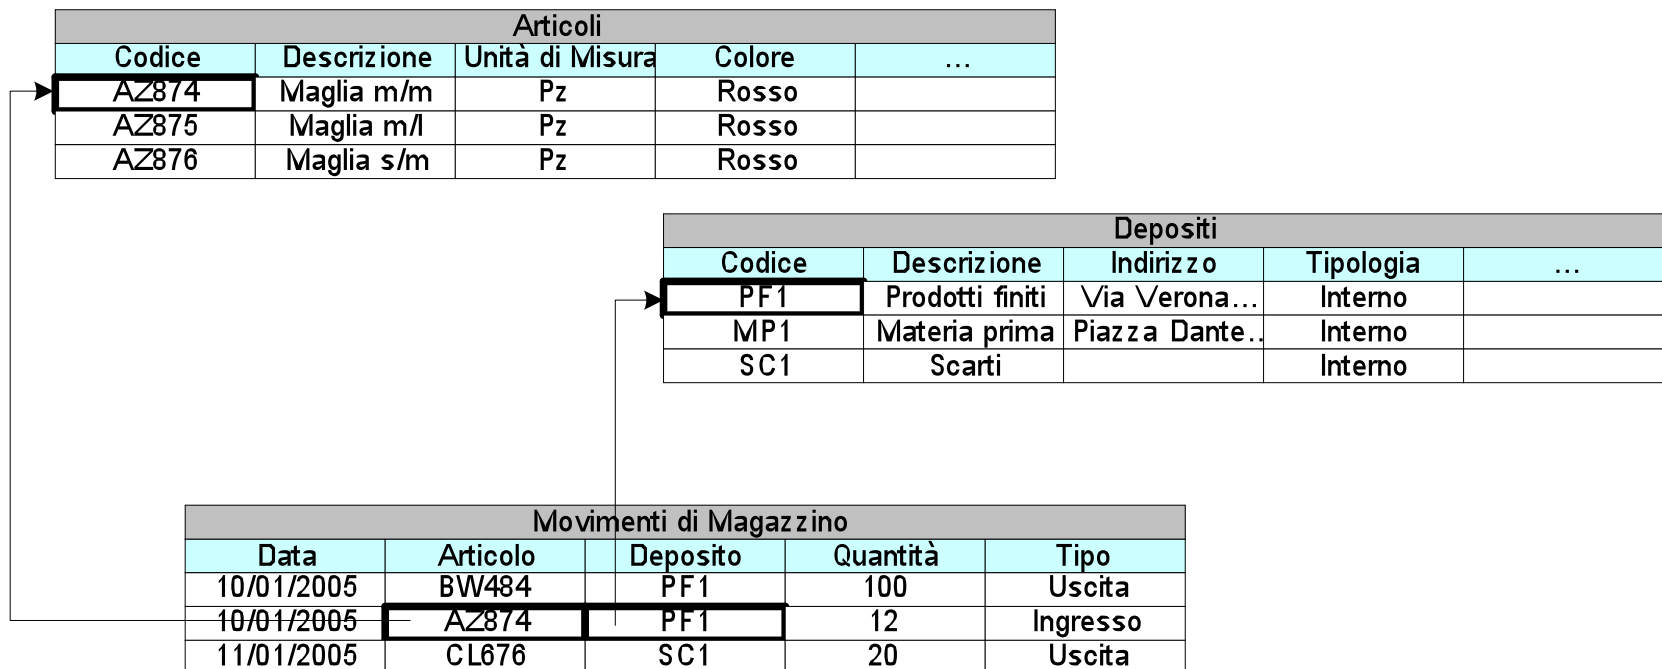 Articoli
Codice Descrizione Unità di Misura Colore ...
AZ874 Maglia m/m Pz Rosso
AZ875 Maglia m/l Pz Rosso
AZ876 Maglia s/m Pz Rosso
Depositi
Codice Descrizione Indirizzo Tipologia ...
PF1 Prodotti finiti Via Verona... Interno
MP1 Materia prima Piazza Dante.. Interno
SC1 Scarti Interno
Movimenti di Magazzino
Data Articolo Deposito Quantità Tipo
10/01/2005 BW484 PF1 100 Uscita
10/01/2005 AZ874 PF1 12 Ingresso
11/01/2005 CL676 SC1 20 Uscita